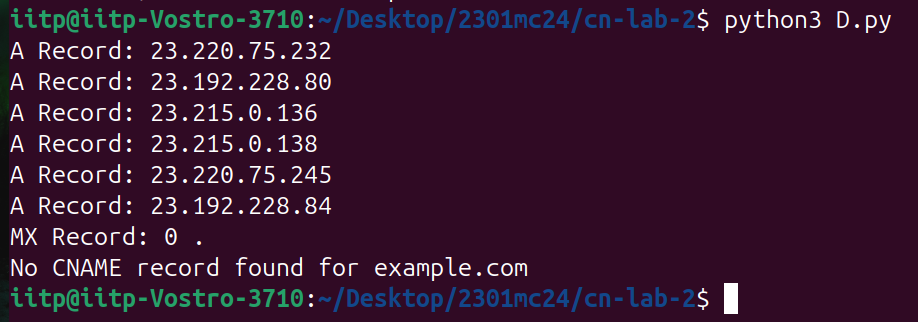 iitp@iitp-Vostro-3710:~/Desktop/2301mc24/cn-lab-2$ python3 D.py
A Record: 23.220.75.232
A Record: 23.192.228.80
A Record: 23.215.0.136
A Record: 23.215.0.138
A Record: 23.220.75.245
A Record: 23.192.228.84
MX Record: 0 .
No CNAME record found for example.com
iitp@iitp-Vostro-3710:~/Desktop/2301mc24/cn-lab-2$